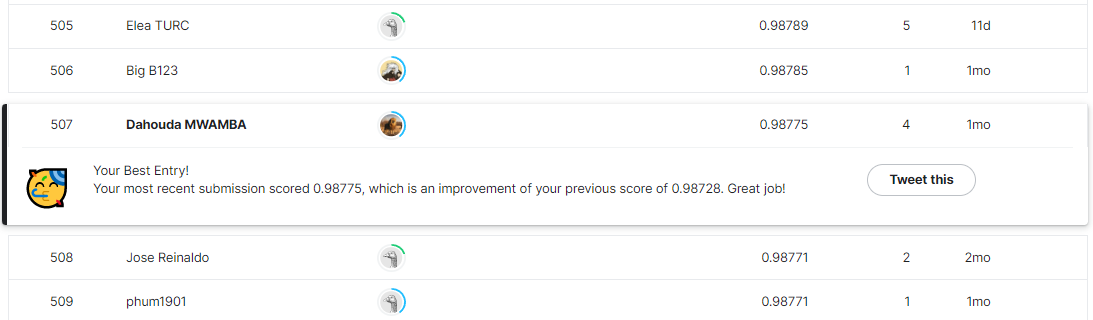 505 Elea TURC 0.98789 5 11d
506 Big B123 0.98785 1 1mo
507 Dahouda MWAMBA 0.98775 4 1mo
Your Best Entry!
Your most recent submission scored 0.98775, which is an improvement of your previous score of 0.98728. Great job!
Tweet this
508 Jose Reinaldo 0.98771 2 2mo
509 phum1901 0.98771 1 1mo